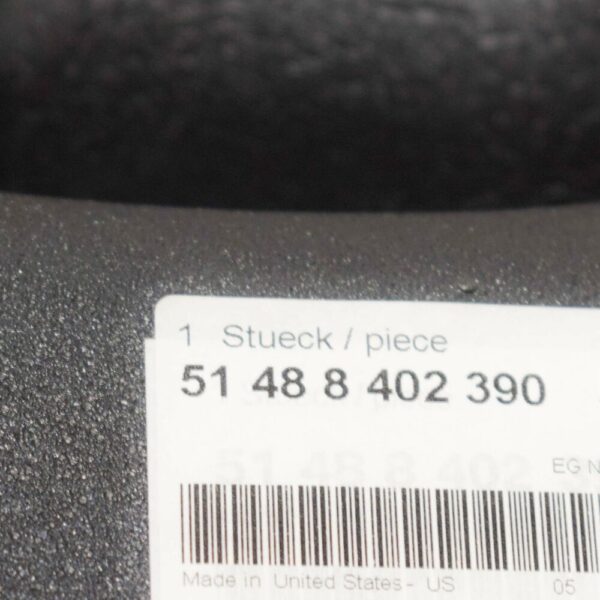 1 Stueck / piece
51 48 8 402 390
EG N
Made in United States - US 05